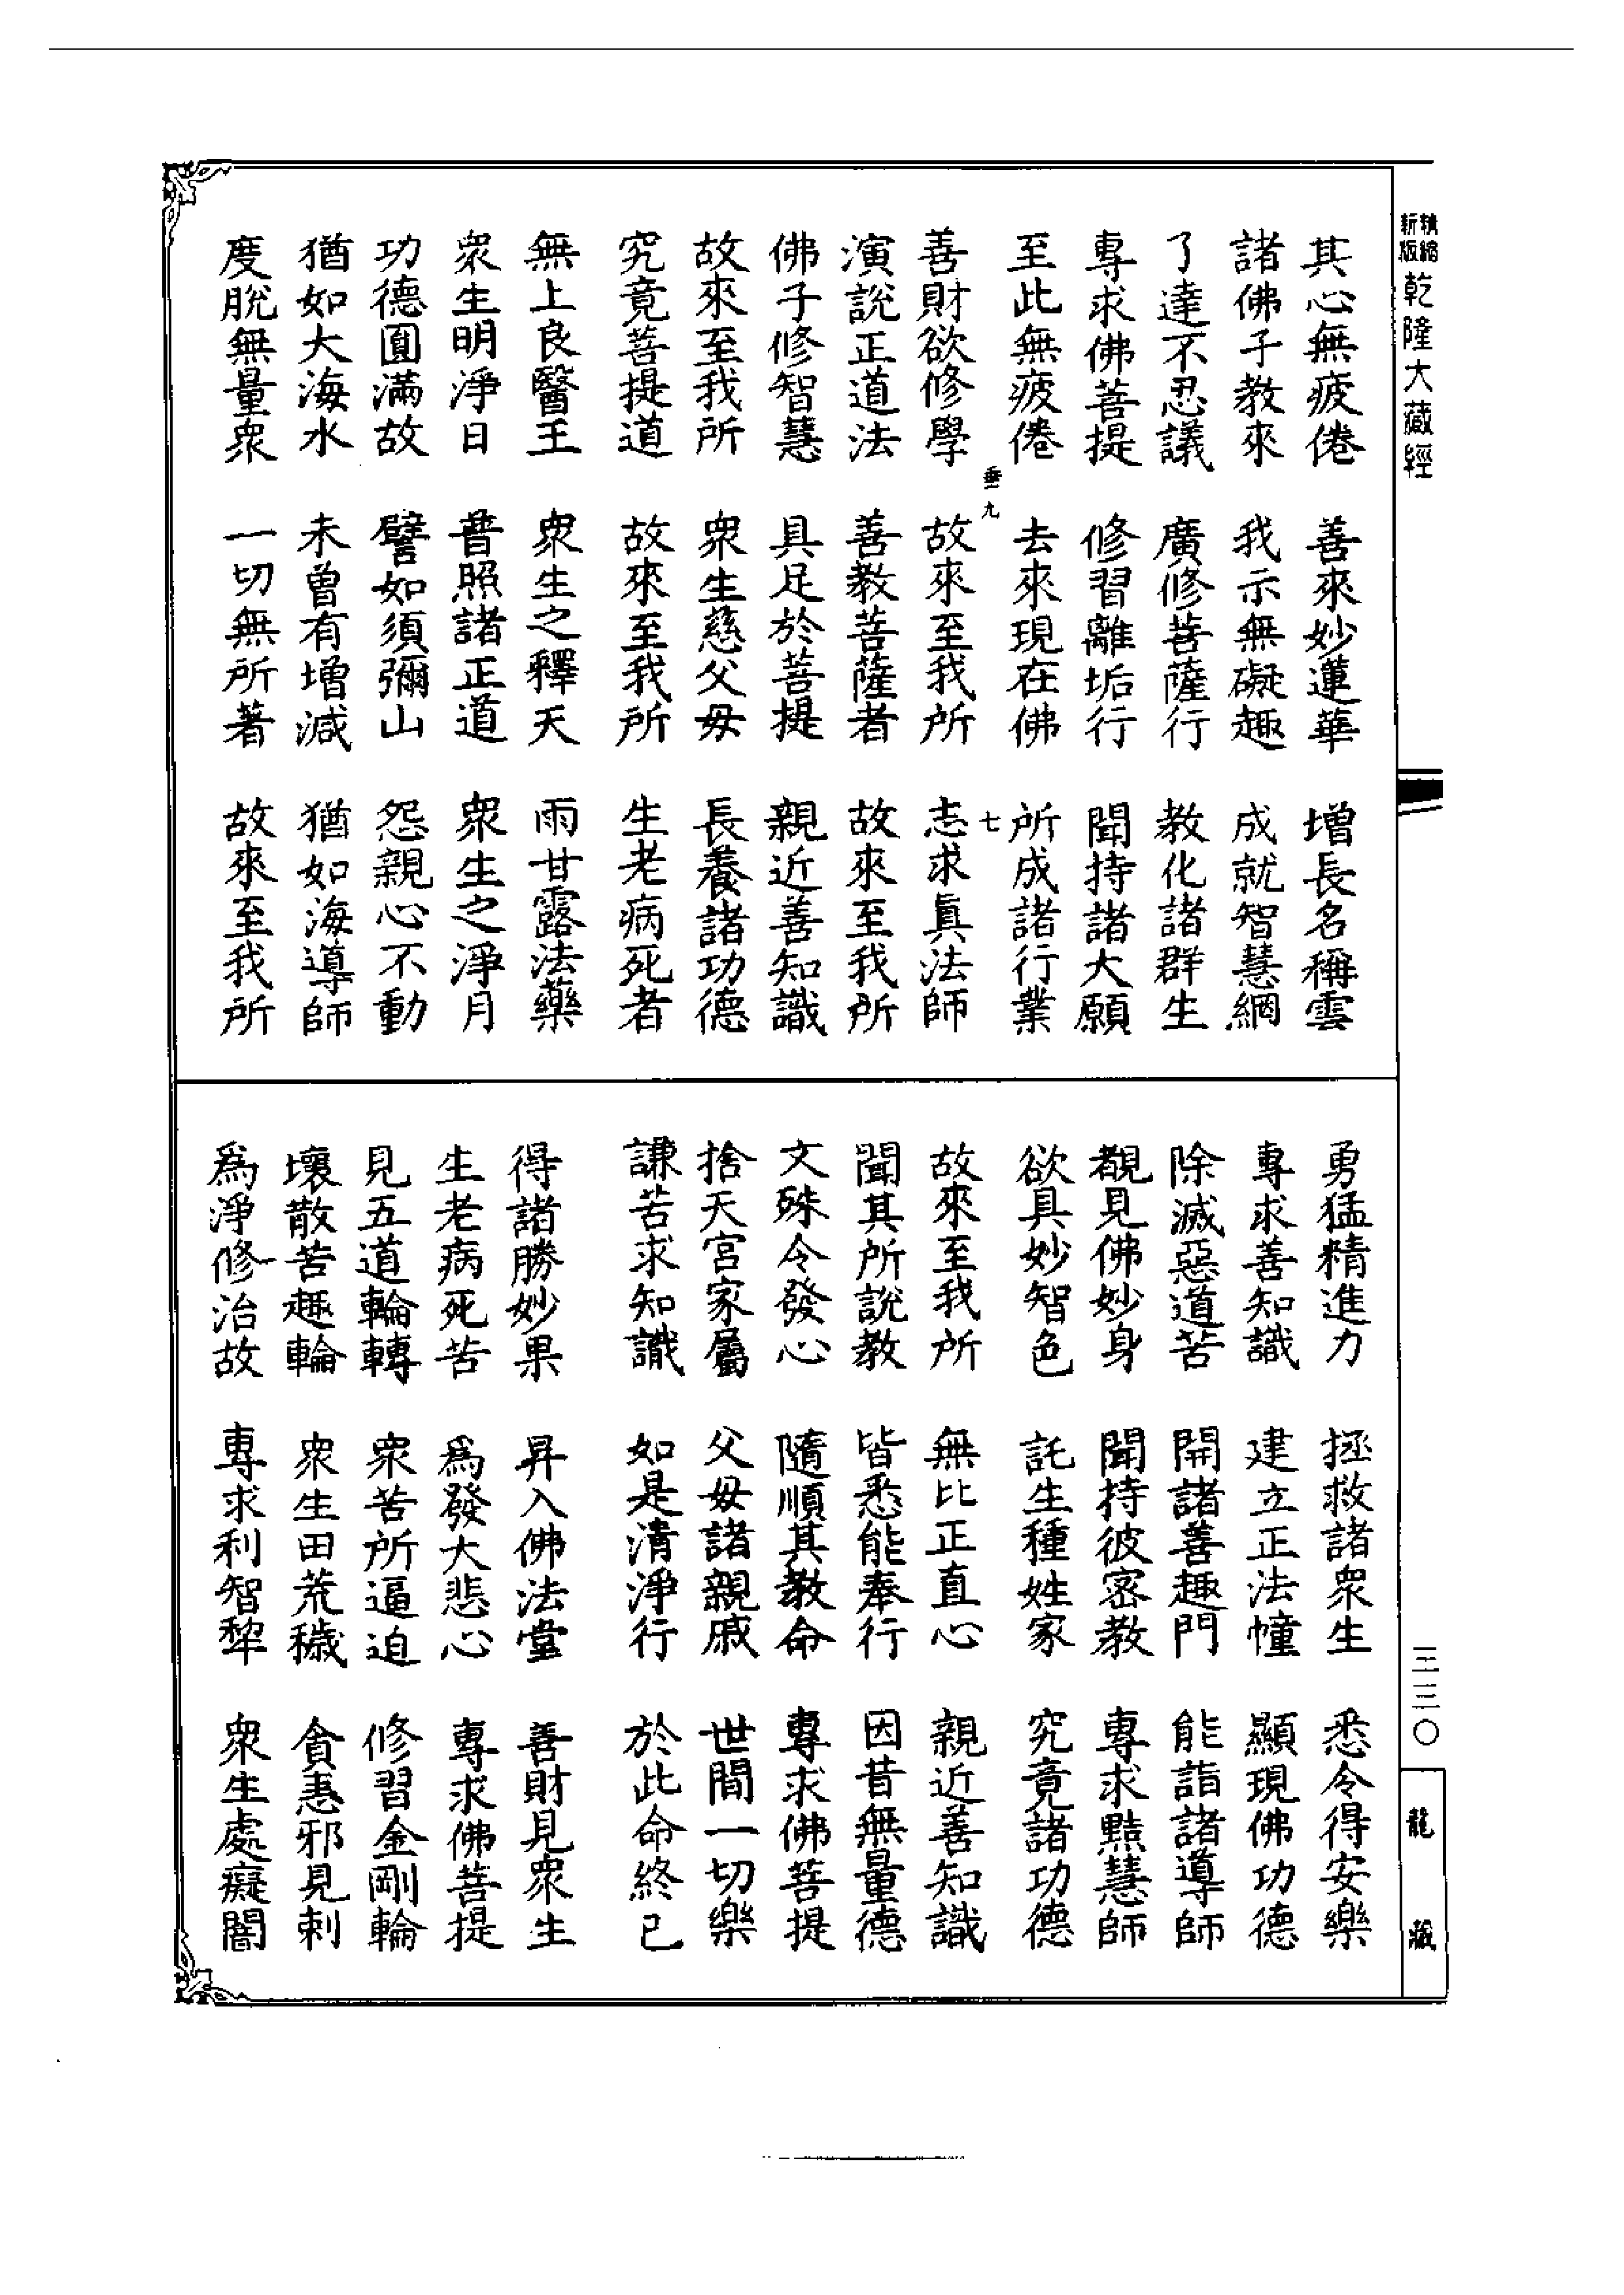 精縮新版乾隆大藏經
其心無疲倦　善來妙蓮華　增長名稱雲
諸佛子教來　我示無礙趣　成就智慧網
了達不思議　廣修菩薩行　教化諸群生
專求佛菩提　修習離垢行　聞持諸大願
至此無疲倦　去來現在佛　所成諸行業
垂九　七
善財欲修學　故來至我所　志求眞法師
演說正道法　善教菩薩者　故來至我所
佛子修智慧　具足於菩提　親近善知識
故來至我所　衆生慈父母　長養諸功德
究竟菩提道　故來至我所　生老病死者
無上良醫王　衆生之釋天　雨甘露法藥
衆生明淨日　普照諸正道　衆生之淨月
功德圓滿故　譬如須彌山　怨親心不動
猶如大海水　未曾有增減　猶如海導師
度脫無量衆　一切無所著　故來至我所
勇猛精進力　拯救諸衆生　悉令得安樂
專求善知識　建立正法幢　顯現佛功德
除滅惡道苦　開諸善趣門　能詣諸導師
覩見佛妙身　聞持彼密教　專求黠慧師
欲具妙智色　託生種姓家　究竟諸功德
故來至我所　無比正直心　親近善知識
聞其所說教　皆悉能奉行　因昔無量德
文殊令發心　隨順其教命　專求佛菩提
捨天宮家屬　父母諸親戚　世間一切樂
謙苦求知識　如是清淨行　於此命終已
得諸勝妙果　昇入佛法堂　善財見衆生
生老病死苦　爲發大悲心　專求佛菩提
見五道輪轉　衆苦所逼迫　修習金剛輪
壞散苦趣輪　衆生田荒穢　貪恚邪見刺
爲淨修治故　專求利智犂　衆生處癡闇
三三〇
龍藏